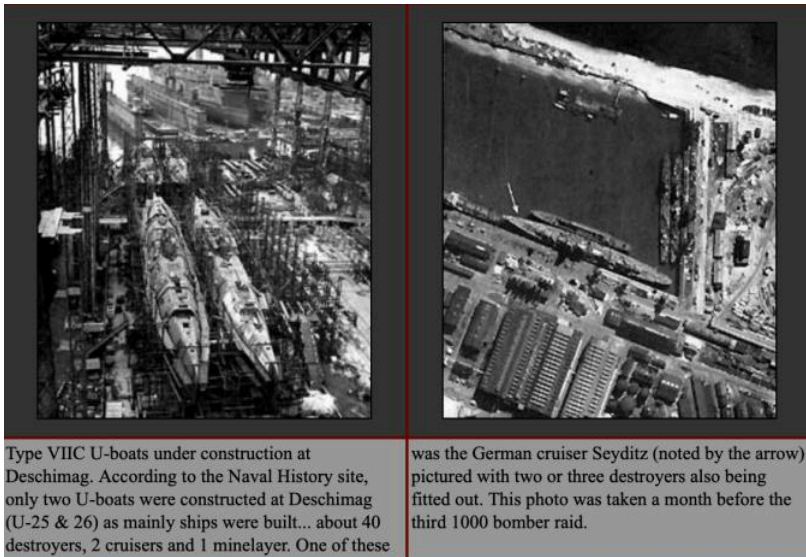 Type VIIC U-boats under construction at
Deschimag. According to the Naval History site,
only two U-boats were constructed at Deschimag
(U-25 & 26) as mainly ships were built... about 40
destroyers, 2 cruisers and 1 minelayer. One of these
was the German cruiser Seyditz (noted by the arrow)
pictured with two or three destroyers also being
fitted out. This photo was taken a month before the
third 1000 bomber raid.